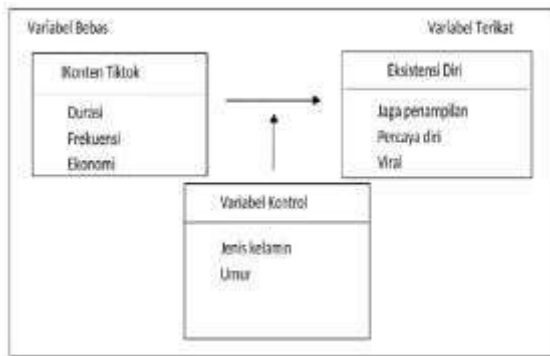 Variabel Bebas
Variabel Terikat
Konten Tiktok
Durasi
Frekuensi
Ekonomi
Eksistensi Diri
Jaga penampilan
Percaya diri
Viral
Variabel Kontrol
Jenis kelamin
Umur